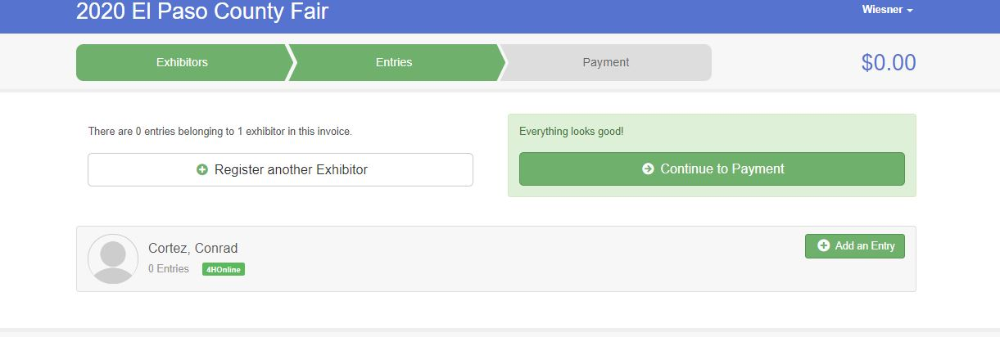 2020 El Paso County Fair
Wiesner
Exhibitors
Entries
Payment
$0.00
There are 0 entries belonging to 1 exhibitor in this invoice.
Everything looks good!
Register another Exhibitor
Continue to Payment
Cortez, Conrad
Add an Entry
0 Entries
4HOnline